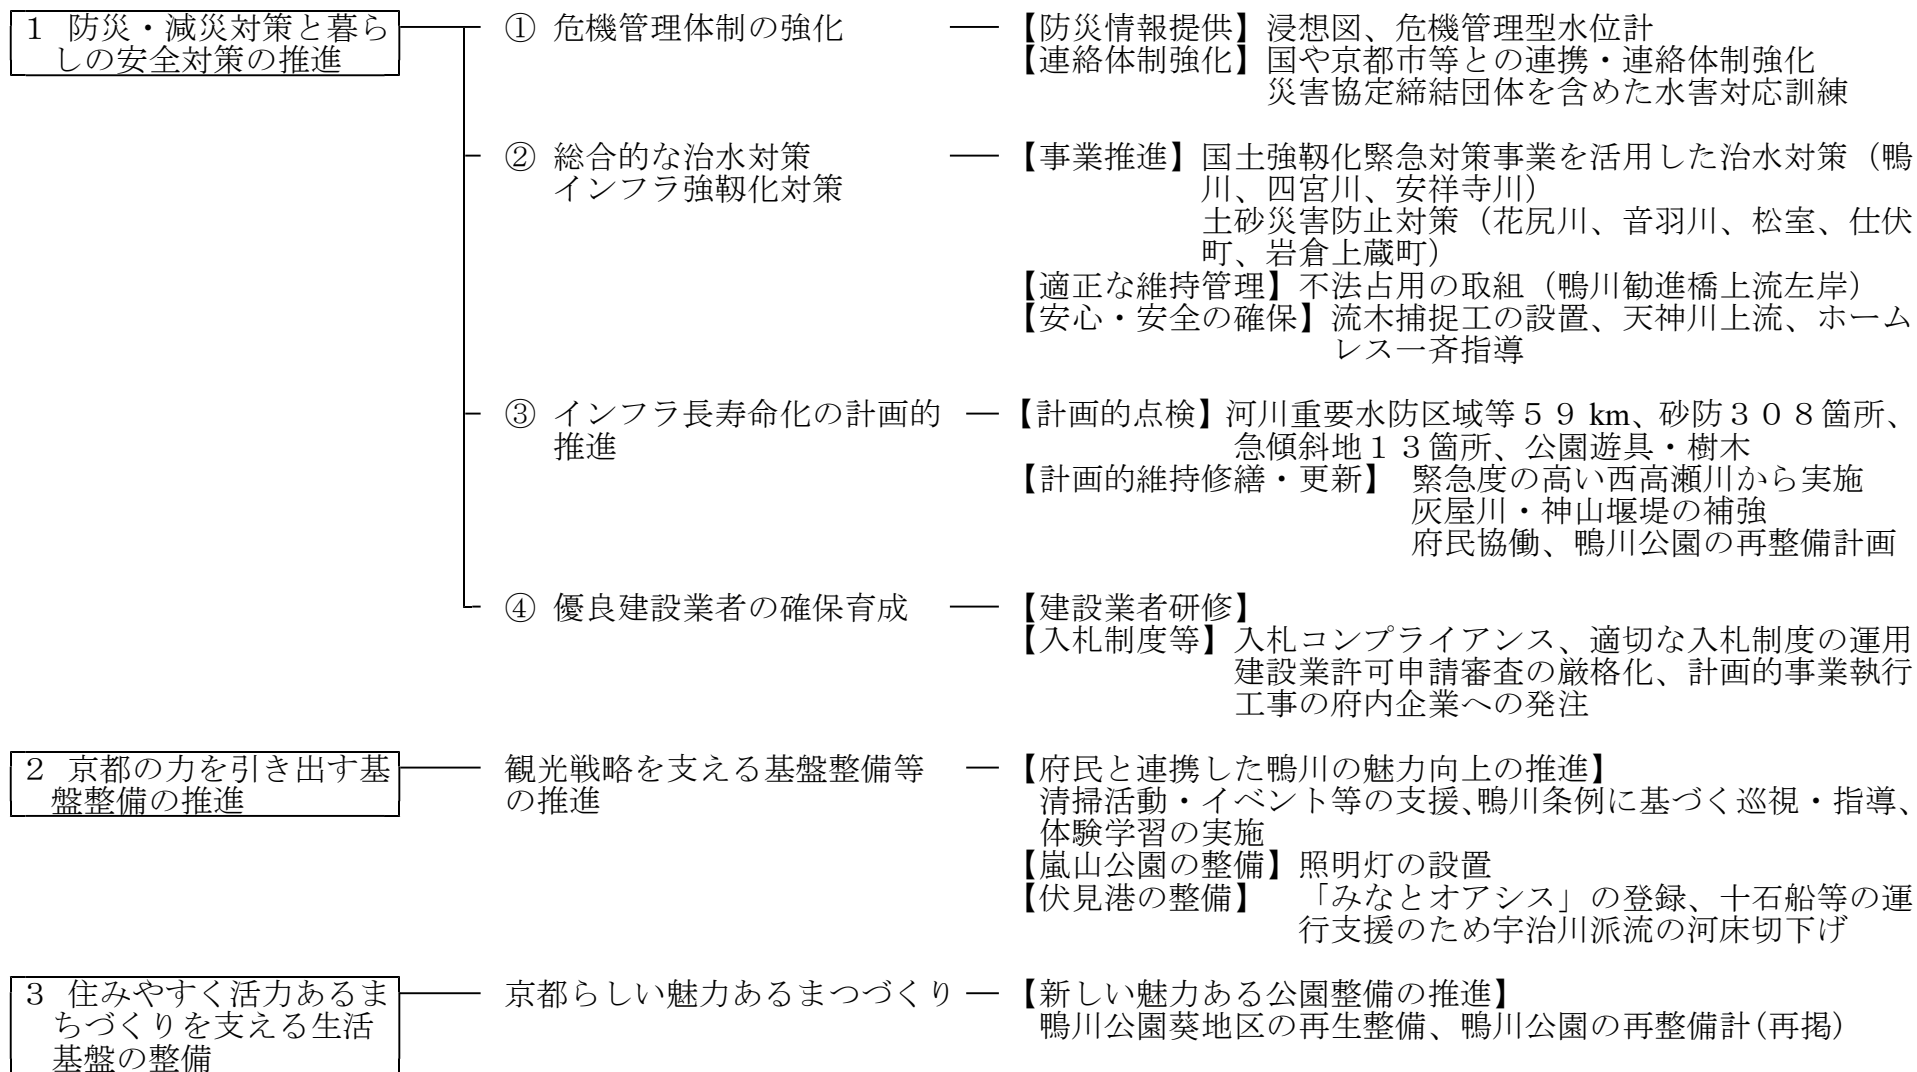 1 防災・減災対策と暮ら
しの安全対策の推進
① 危機管理体制の強化
【防災情報提供】浸想図、危機管理型水位計
【連絡体制強化】国や京都市等との連携・連絡体制強化
災害協定締結団体を含めた水害対応訓練
② 総合的な治水対策
インフラ強靱化対策
【事業推進】国土強靱化緊急対策事業を活用した治水対策（鴨
川、四宮川、安祥寺川）
土砂災害防止対策（花尻川、音羽川、松室、仕伏
町、岩倉上蔵町）
【適正な維持管理】不法占用の取組（鴨川勧進橋上流左岸）
【安心・安全の確保】流木捕捉工の設置、天神川上流、ホーム
レス一斉指導
③ インフラ長寿命化の計画的
推進
【計画的点検】河川重要水防区域等５９km、砂防３０８箇所、
急傾斜地１３箇所、公園遊具・樹木
【計画的維持修繕・更新】 緊急度の高い西高瀬川から実施
灰屋川・神山堰堤の補強
府民協働、鴨川公園の再整備計画
④ 優良建設業者の確保育成
【建設業者研修】
【入札制度等】入札コンプライアンス、適切な入札制度の運用
建設業許可申請審査の厳格化、計画的事業執行
工事の府内企業への発注
2 京都の力を引き出す基
盤整備の推進
観光戦略を支える基盤整備等
の推進
【府民と連携した鴨川の魅力向上の推進】
清掃活動・イベント等の支援、鴨川条例に基づく巡視・指導、
体験学習の実施
【嵐山公園の整備】照明灯の設置
【伏見港の整備】 「みなとオアシス」の登録、十石船等の運
行支援のため宇治川派流の河床切下げ
3 住みやすく活力あるま
ちづくりを支える生活
基盤の整備
京都らしい魅力あるまつづくり
【新しい魅力ある公園整備の推進】
鴨川公園葵地区の再生整備、鴨川公園の再整備計(再掲)